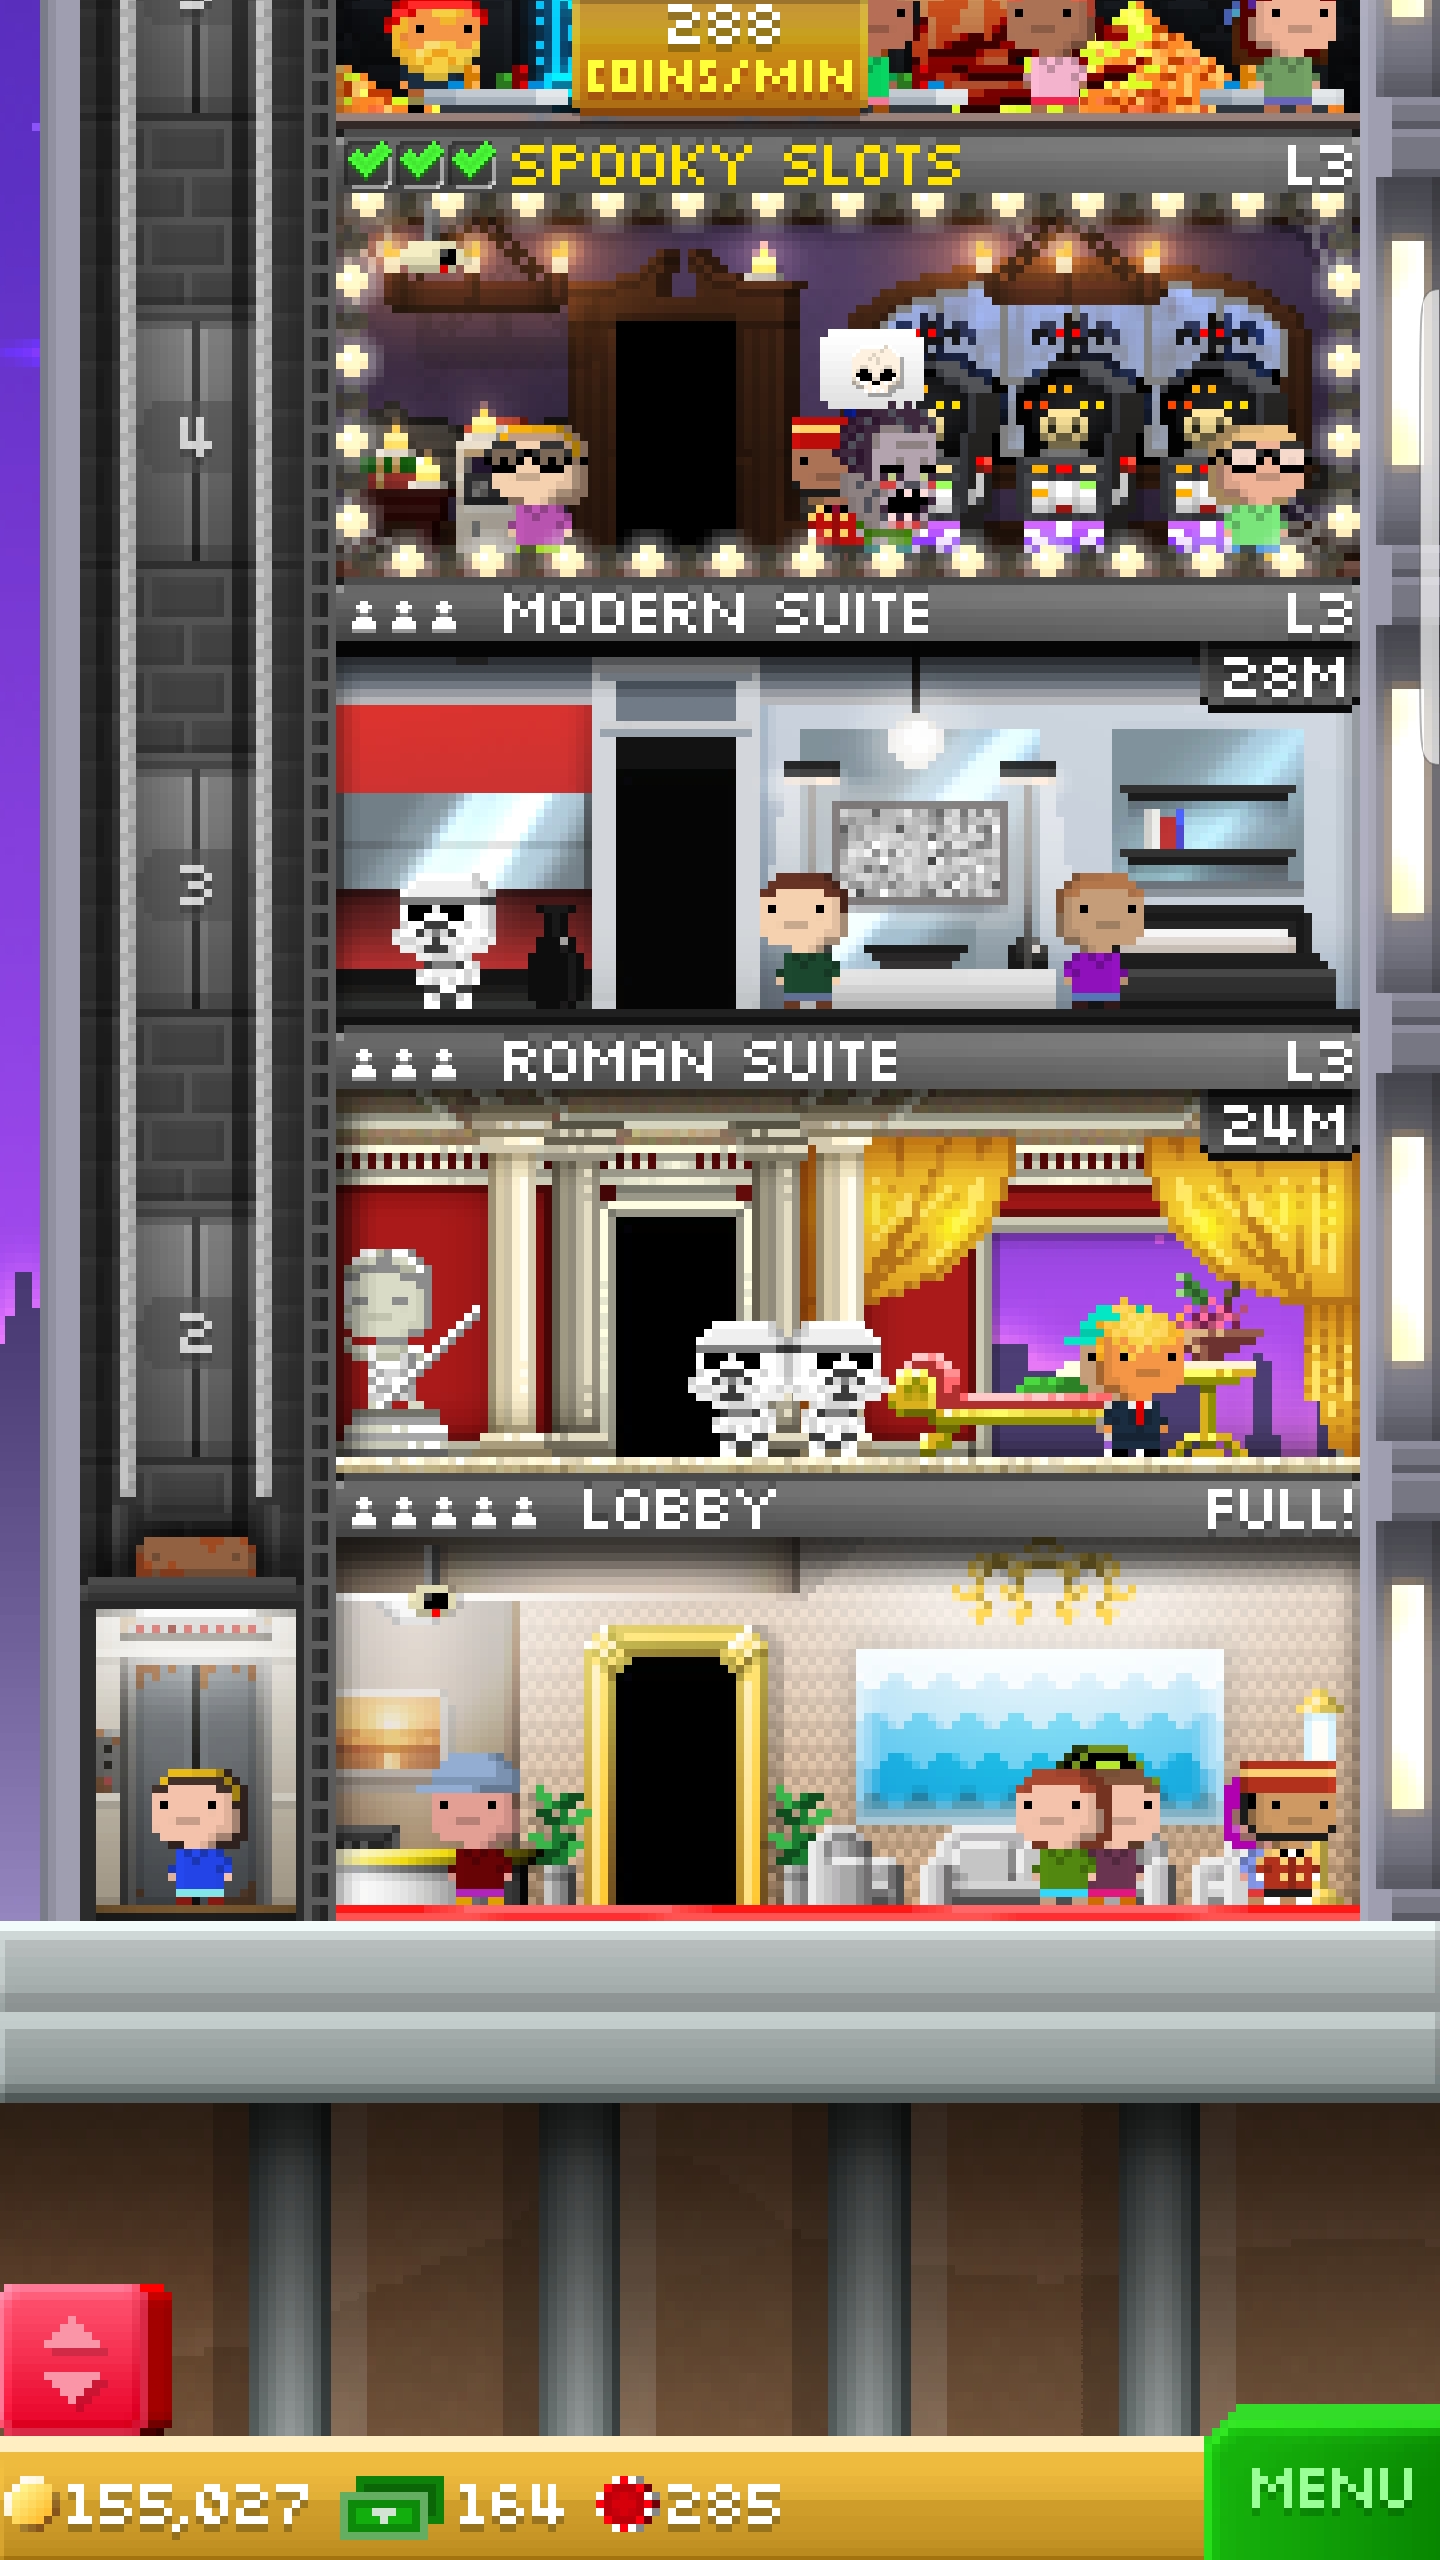 288
COINS/MIN
SPOOKY SLOTS L3
4
MODERN SUITE L3
28M
3
ROMAN SUITE L3
24M
2
LOBBY FULL!
155,027 164 285
MENU